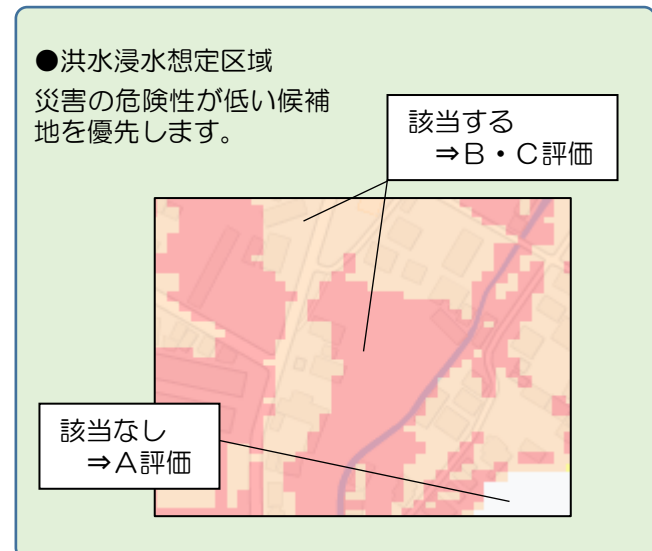 ●洪水浸水想定区域
災害の危険性が低い候補
地を優先します。
該当する
⇒B・C評価
該当なし
⇒A評価